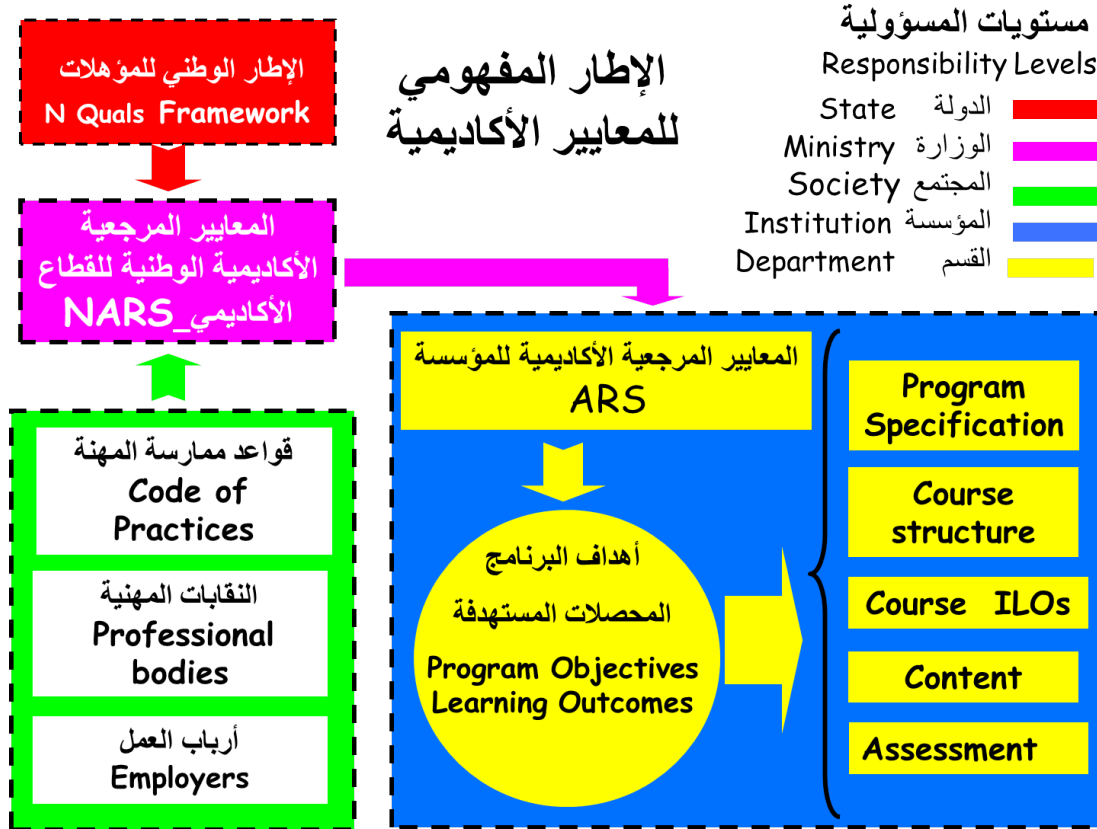 الإطار المفهومي
للمعايير الأكاديمية
مستويات المسؤولية
Responsibility Levels
State الدولة
Ministry الوزارة
Society المجتمع
Institution المؤسسة
Department القسم
الإطار الوطني للمؤهلات
N Quals Framework
المعايير المرجعية
الأكاديمية الوطنية للقطاع
الأكاديمي_NARS
قواعد ممارسة المهنة
Code of
Practices
النقابات المهنية
Professional
bodies
أرباب العمل
Employers
المعايير المرجعية الأكاديمية للمؤسسة
ARS
أهداف البرنامج
المحصلات المستهدفة
Program Objectives
Learning Outcomes
Program
Specification
Course
structure
Course ILOs
Content
Assessment